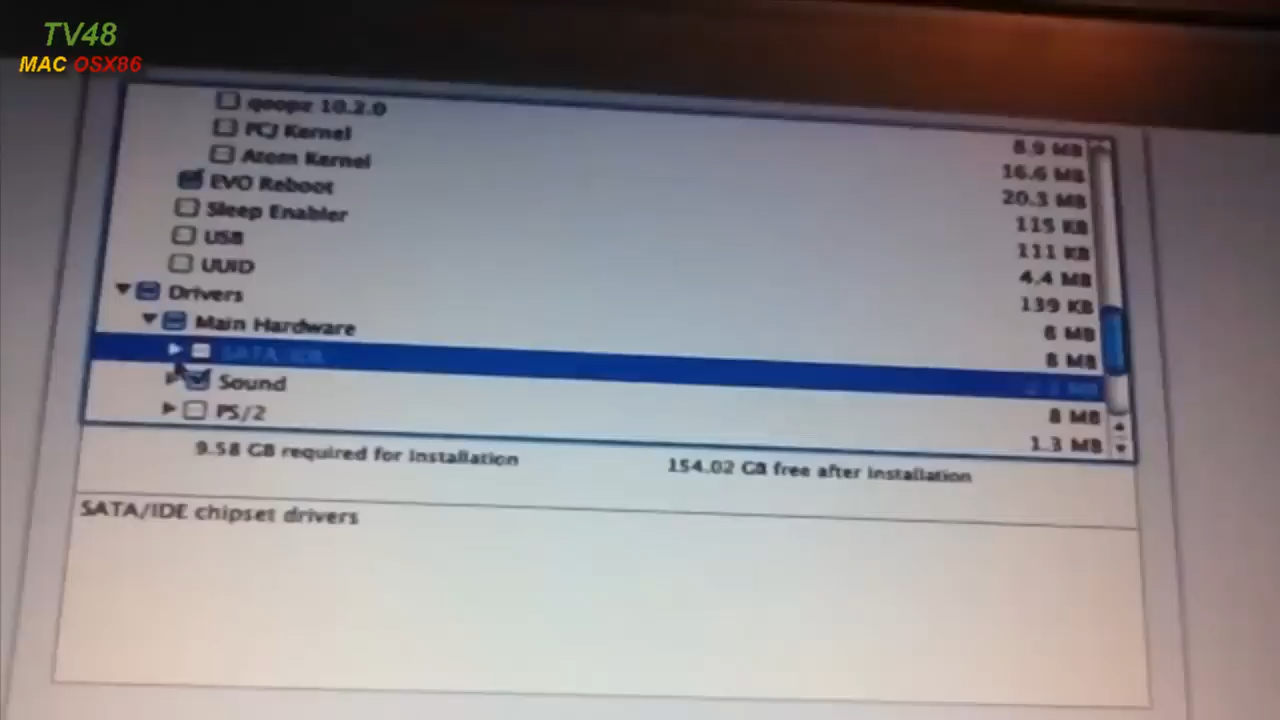 TV48
MAC OSX86
qoopz 10.2.0
PCJ Kernel 8.9 MB
Atom Kernel 16.6 MB
EVO Reboot 20.3 MB
Sleep Enabler 115 KB
USB 111 KB
UUID 4.4 MB
Drivers 139 KB
Main Hardware 8 MB
SATA/IDE 8 MB
Sound
PS/2 8 MB
1.3 MB
9.58 GB required for installation 154.02 GB free after installation
SATA/IDE chipset drivers